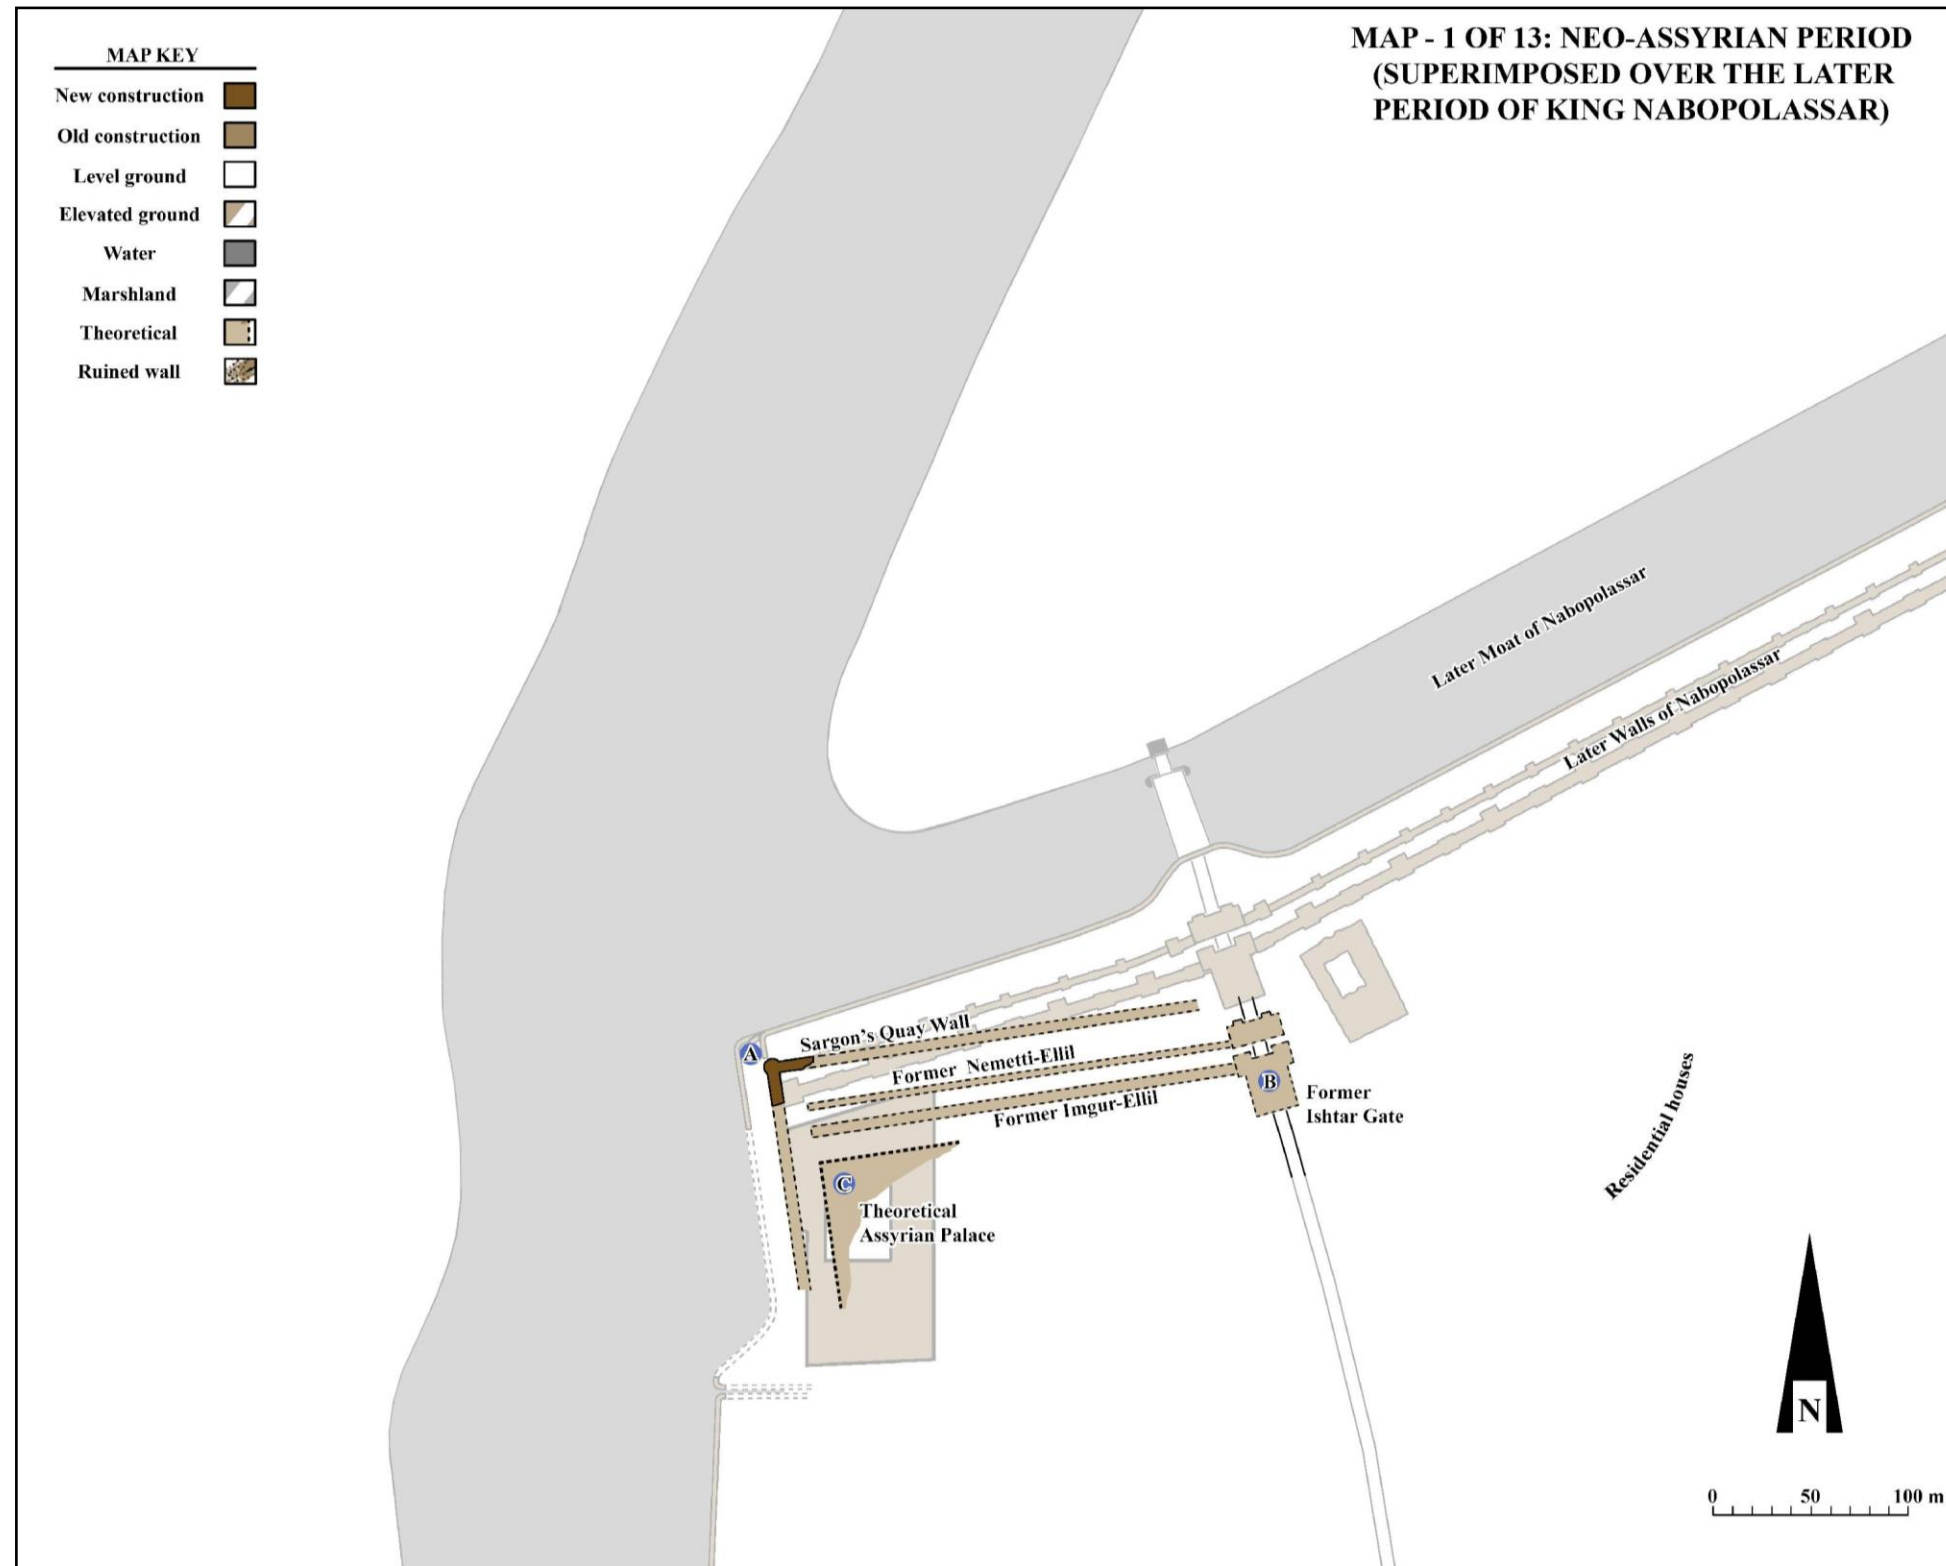 MAP - 1 OF 13: NEO-ASSYRIAN PERIOD
(SUPERIMPOSED OVER THE LATER
PERIOD OF KING NABOPOLASSAR)
MAP KEY
New construction
Old construction
Level ground
Elevated ground
Water
Marshland
Theoretical
Ruined wall
Later Moat of Nabopolassar
Later Walls of Nabopolassar
A
Sargon's Quay Wall
Former Nemetti-Ellil
Former Imgur-Ellil
B
Former
Ishtar Gate
Residential houses
C
Theoretical
Assyrian Palace
N
0 50 100 m